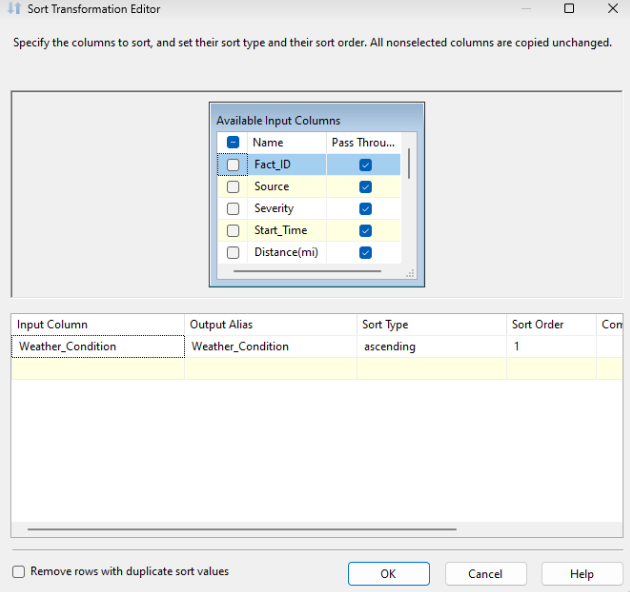 Sort Transformation Editor
Specify the columns to sort, and set their sort type and their sort order. All nonselected columns are copied unchanged.
Available Input Columns
Name Pass Throu...
Fact_ID
Source
Severity
Start_Time
Distance(mi)
Input Column Output Alias Sort Type Sort Order Com
Weather_Condition Weather_Condition ascending 1
Remove rows with duplicate sort values OK Cancel Help